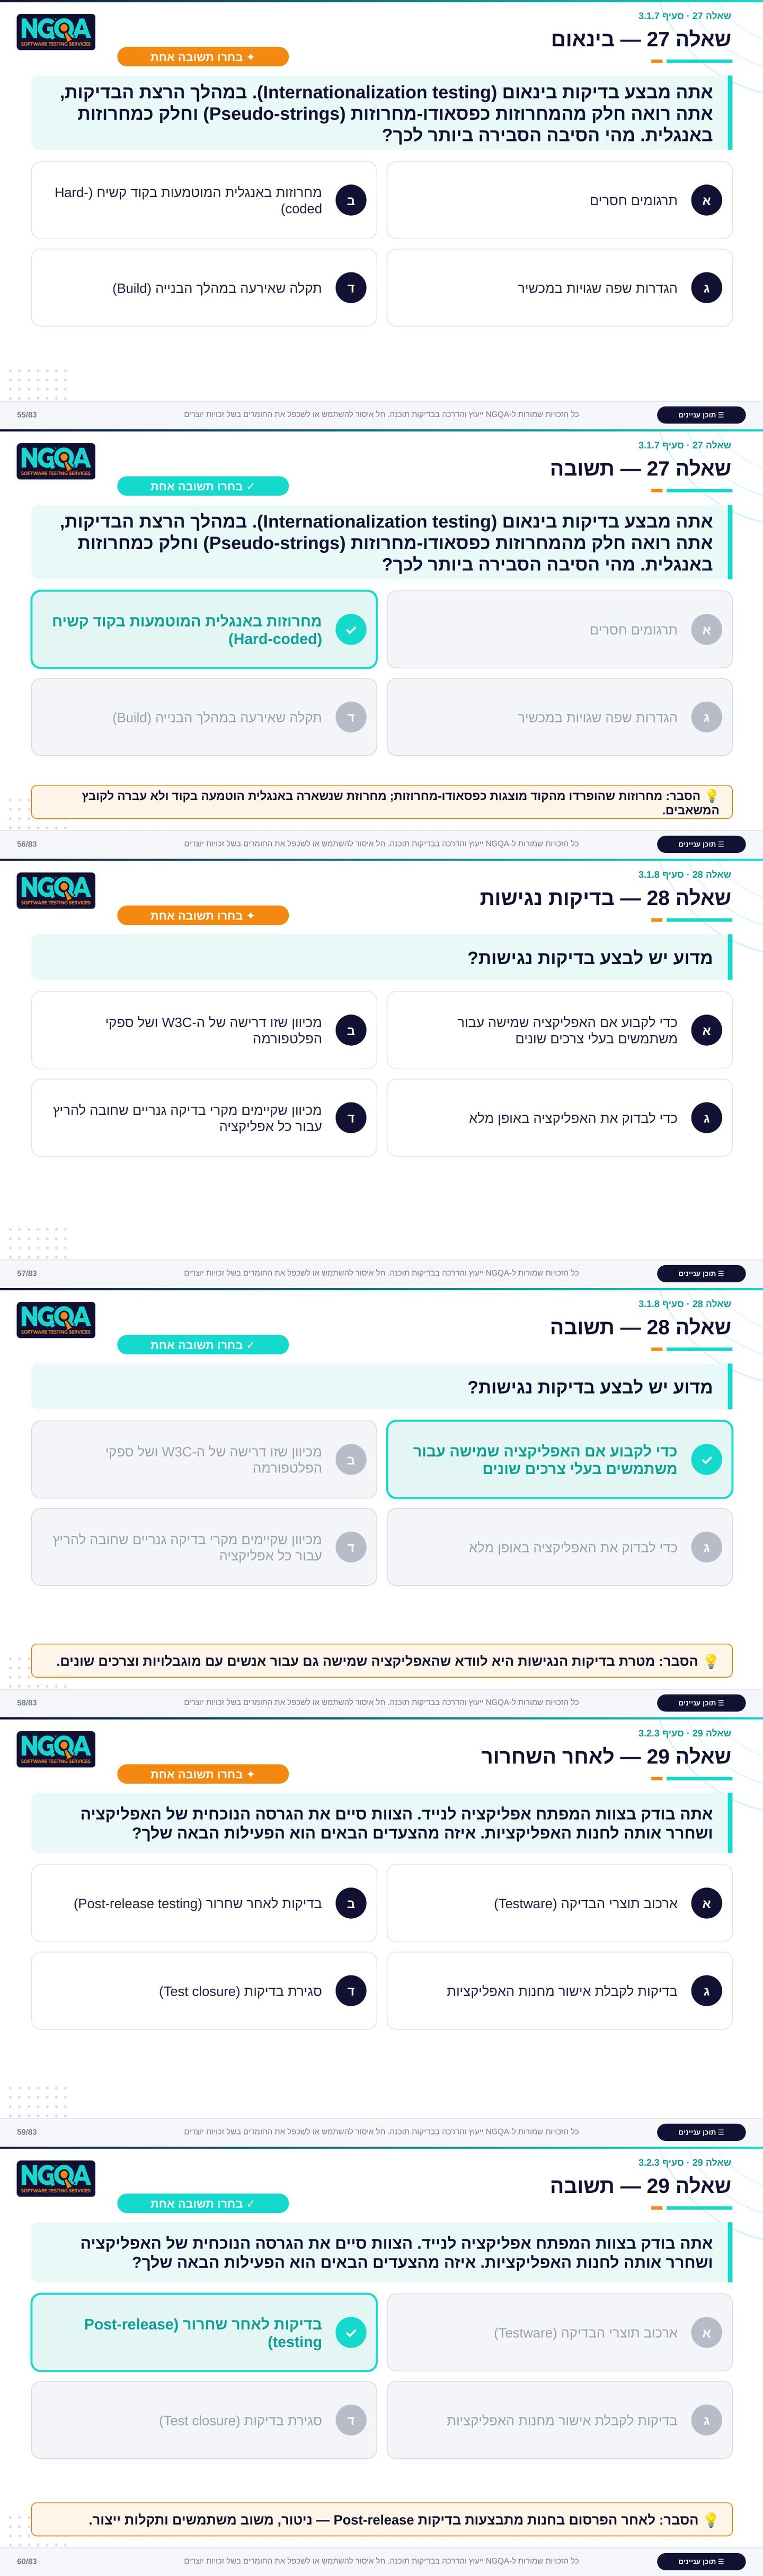 שאלה 27 · סעיף 3.1.7
שאלה 27 — בינאום
NGQA
SOFTWARE TESTING SERVICES
✦ בחרו תשובה אחת
אתה מבצע בדיקות בינאום (Internationalization testing). במהלך הרצת הבדיקות,
אתה רואה חלק מהמחרוזות כפסאודו-מחרוזות (Pseudo-strings) וחלק כמחרוזות
באנגלית. מהי הסיבה הסבירה ביותר לכך?
א תרגומים חסרים
ב מחרוזות באנגלית המוטמעות בקוד קשיח (Hard-
coded)
ג הגדרות שפה שגויות במכשיר
ד תקלה שאירעה במהלך הבנייה (Build)
☰ תוכן עניינים
כל הזכויות שמורות ל-NGQA ייעוץ והדרכה בבדיקות תוכנה. חל איסור להשתמש או לשכפל את החומרים בשל זכויות יוצרים
55/83
שאלה 27 · סעיף 3.1.7
שאלה 27 — תשובה
NGQA
SOFTWARE TESTING SERVICES
✓ בחרו תשובה אחת
אתה מבצע בדיקות בינאום (Internationalization testing). במהלך הרצת הבדיקות,
אתה רואה חלק מהמחרוזות כפסאודו-מחרוזות (Pseudo-strings) וחלק כמחרוזות
באנגלית. מהי הסיבה הסבירה ביותר לכך?
א תרגומים חסרים
✓ מחרוזות באנגלית המוטמעות בקוד קשיח
(Hard-coded)
ג הגדרות שפה שגויות במכשיר
ד תקלה שאירעה במהלך הבנייה (Build)
💡 הסבר: מחרוזות שהופרדו מהקוד מוצגות כפסאודו-מחרוזות; מחרוזת שנשארה באנגלית הוטמעה בקוד ולא עברה לקובץ
המשאבים.
☰ תוכן עניינים
כל הזכויות שמורות ל-NGQA ייעוץ והדרכה בבדיקות תוכנה. חל איסור להשתמש או לשכפל את החומרים בשל זכויות יוצרים
56/83
שאלה 28 · סעיף 3.1.8
שאלה 28 — בדיקות נגישות
NGQA
SOFTWARE TESTING SERVICES
✦ בחרו תשובה אחת
מדוע יש לבצע בדיקות נגישות?
א כדי לקבוע אם האפליקציה שמישה עבור
משתמשים בעלי צרכים שונים
ב מכיוון שזו דרישה של ה-W3C ושל ספקי
הפלטפורמה
ג כדי לבדוק את האפליקציה באופן מלא
ד מכיוון שקיימים מקרי בדיקה גנריים שחובה להריץ
עבור כל אפליקציה
☰ תוכן עניינים
כל הזכויות שמורות ל-NGQA ייעוץ והדרכה בבדיקות תוכנה. חל איסור להשתמש או לשכפל את החומרים בשל זכויות יוצרים
57/83
שאלה 28 · סעיף 3.1.8
שאלה 28 — תשובה
NGQA
SOFTWARE TESTING SERVICES
✓ בחרו תשובה אחת
מדוע יש לבצע בדיקות נגישות?
✓ כדי לקבוע אם האפליקציה שמישה עבור
משתמשים בעלי צרכים שונים
ב מכיוון שזו דרישה של ה-W3C ושל ספקי
הפלטפורמה
ג כדי לבדוק את האפליקציה באופן מלא
ד מכיוון שקיימים מקרי בדיקה גנריים שחובה להריץ
עבור כל אפליקציה
💡 הסבר: מטרת בדיקות הנגישות היא לוודא שהאפליקציה שמישה גם עבור אנשים עם מוגבלויות וצרכים שונים.
☰ תוכן עניינים
כל הזכויות שמורות ל-NGQA ייעוץ והדרכה בבדיקות תוכנה. חל איסור להשתמש או לשכפל את החומרים בשל זכויות יוצרים
58/83
שאלה 29 · סעיף 3.2.3
שאלה 29 — לאחר השחרור
NGQA
SOFTWARE TESTING SERVICES
✦ בחרו תשובה אחת
אתה בודק בצוות המפתח אפליקציה לנייד. הצוות סיים את הגרסה הנוכחית של האפליקציה
ושחרר אותה לחנות האפליקציות. איזה מהצעדים הבאים הוא הפעילות הבאה שלך?
א ארכוב תוצרי הבדיקה (Testware)
ב בדיקות לאחר שחרור (Post-release testing)
ג בדיקות לקבלת אישור מחנות האפליקציות
ד סגירת בדיקות (Test closure)
☰ תוכן עניינים
כל הזכויות שמורות ל-NGQA ייעוץ והדרכה בבדיקות תוכנה. חל איסור להשתמש או לשכפל את החומרים בשל זכויות יוצרים
59/83
שאלה 29 · סעיף 3.2.3
שאלה 29 — תשובה
NGQA
SOFTWARE TESTING SERVICES
✓ בחרו תשובה אחת
אתה בודק בצוות המפתח אפליקציה לנייד. הצוות סיים את הגרסה הנוכחית של האפליקציה
ושחרר אותה לחנות האפליקציות. איזה מהצעדים הבאים הוא הפעילות הבאה שלך?
א ארכוב תוצרי הבדיקה (Testware)
✓ בדיקות לאחר שחרור (Post-release
testing)
ג בדיקות לקבלת אישור מחנות האפליקציות
ד סגירת בדיקות (Test closure)
💡 הסבר: לאחר הפרסום בחנות מתבצעות בדיקות Post-release — ניטור, משוב משתמשים ותקלות ייצור.
☰ תוכן עניינים
כל הזכויות שמורות ל-NGQA ייעוץ והדרכה בבדיקות תוכנה. חל איסור להשתמש או לשכפל את החומרים בשל זכויות יוצרים
60/83